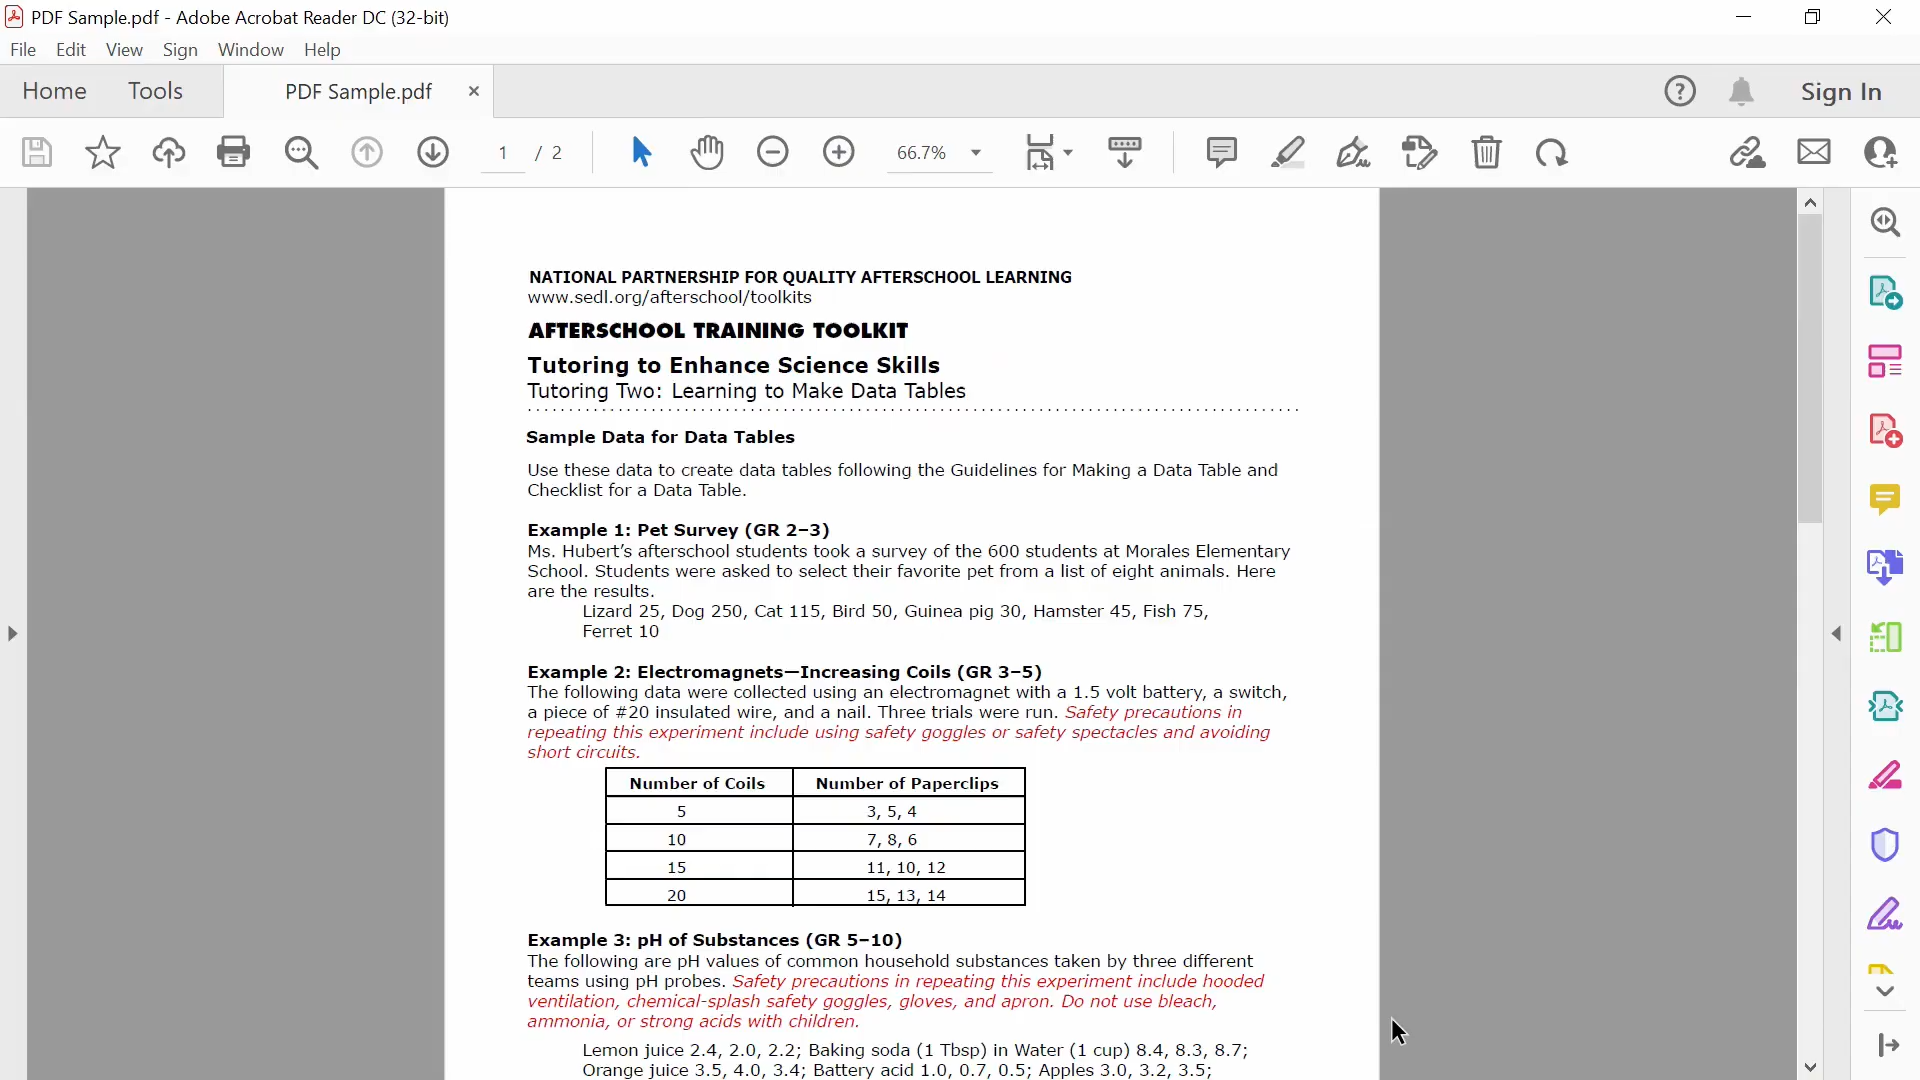 PDF Sample.pdf - Adobe Acrobat Reader DC (32-bit)
File Edit View Sign Window Help
Home Tools PDF Sample.pdf × Sign In
1 / 2 66.7%
NATIONAL PARTNERSHIP FOR QUALITY AFTERSCHOOL LEARNING
www.sedl.org/afterschool/toolkits
AFTERSCHOOL TRAINING TOOLKIT
Tutoring to Enhance Science Skills
Tutoring Two: Learning to Make Data Tables
Sample Data for Data Tables
Use these data to create data tables following the Guidelines for Making a Data Table and
Checklist for a Data Table.
Example 1: Pet Survey (GR 2–3)
Ms. Hubert’s afterschool students took a survey of the 600 students at Morales Elementary
School. Students were asked to select their favorite pet from a list of eight animals. Here
are the results.
Lizard 25, Dog 250, Cat 115, Bird 50, Guinea pig 30, Hamster 45, Fish 75,
Ferret 10
Example 2: Electromagnets—Increasing Coils (GR 3–5)
The following data were collected using an electromagnet with a 1.5 volt battery, a switch,
a piece of #20 insulated wire, and a nail. Three trials were run. Safety precautions in
repeating this experiment include using safety goggles or safety spectacles and avoiding
short circuits.
Number of Coils Number of Paperclips
5 3, 5, 4
10 7, 8, 6
15 11, 10, 12
20 15, 13, 14
Example 3: pH of Substances (GR 5–10)
The following are pH values of common household substances taken by three different
teams using pH probes. Safety precautions in repeating this experiment include hooded
ventilation, chemical-splash safety goggles, gloves, and apron. Do not use bleach,
ammonia, or strong acids with children.
Lemon juice 2.4, 2.0, 2.2; Baking soda (1 Tbsp) in Water (1 cup) 8.4, 8.3, 8.7;
Orange juice 3.5, 4.0, 3.4; Battery acid 1.0, 0.7, 0.5; Apples 3.0, 3.2, 3.5;